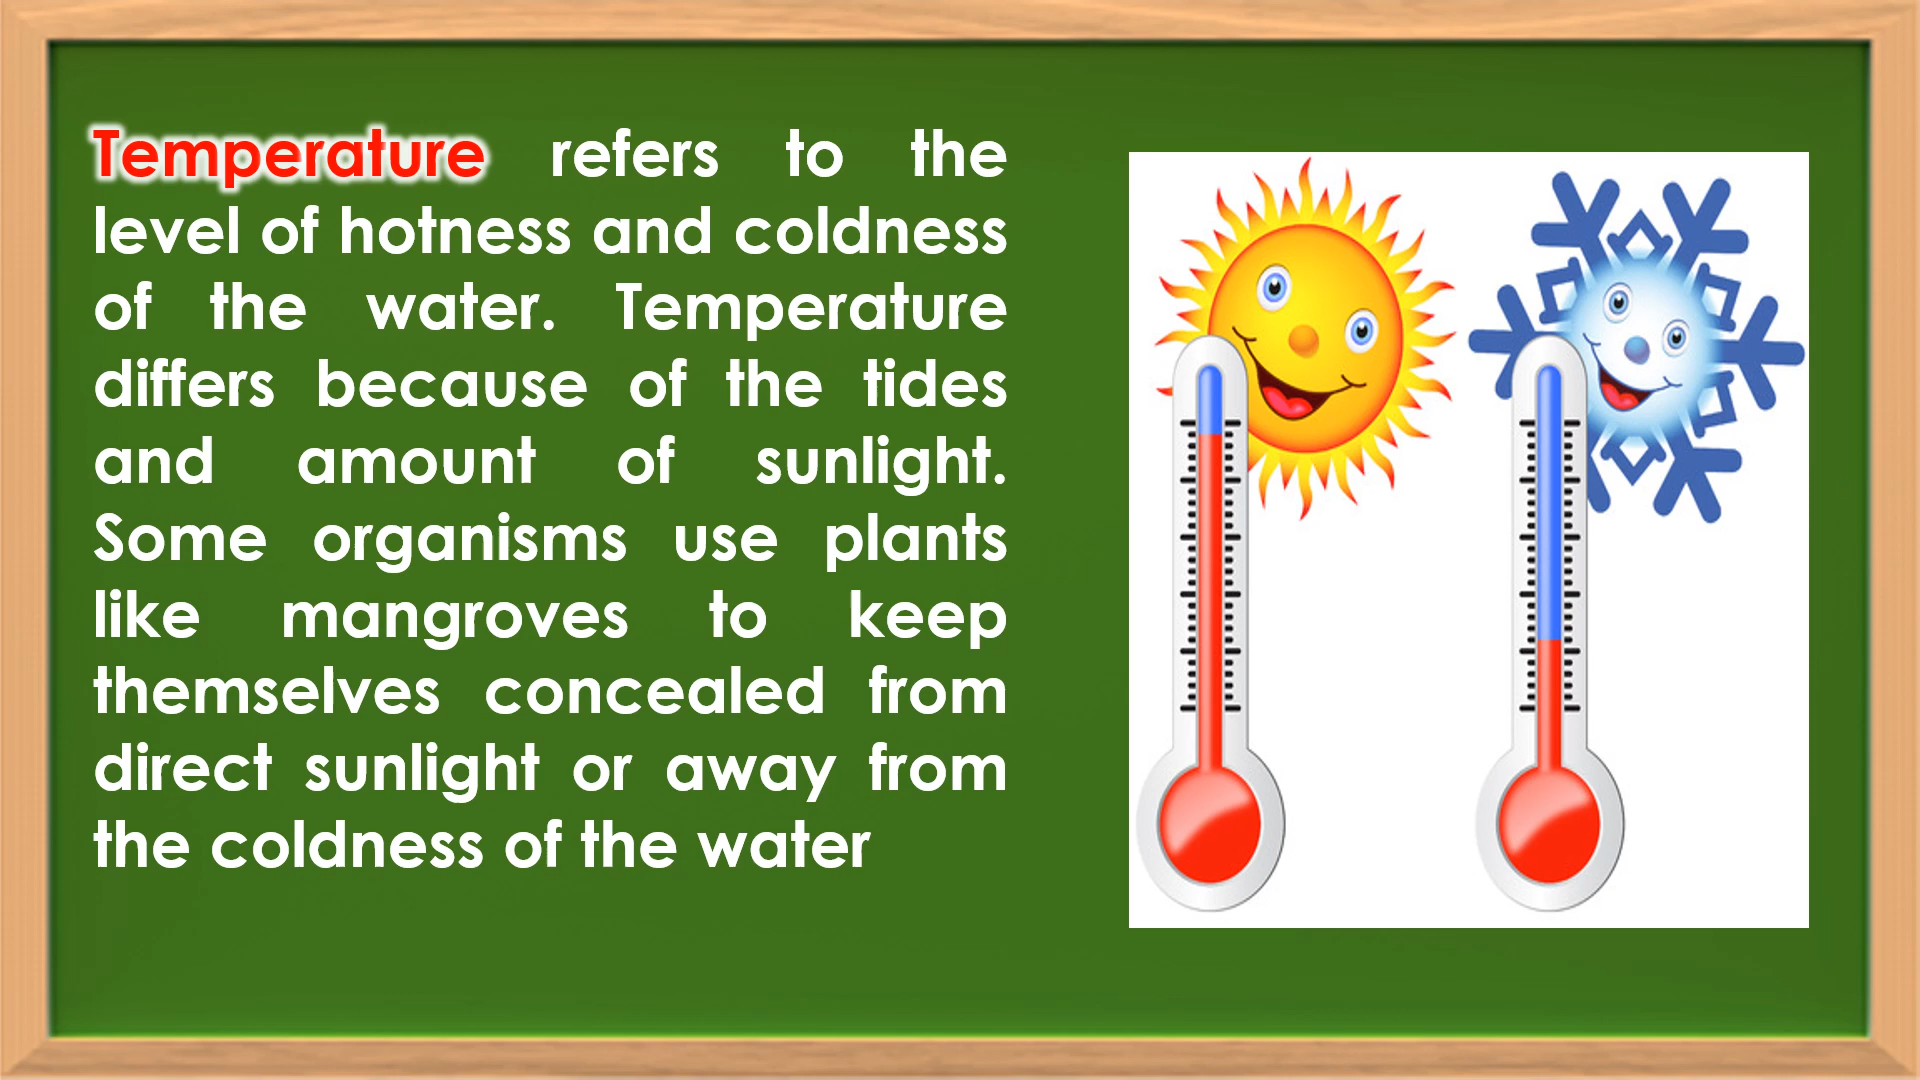 Temperature refers to the
level of hotness and coldness
of the water. Temperature
differs because of the tides
and amount of sunlight.
Some organisms use plants
like mangroves to keep
themselves concealed from
direct sunlight or away from
the coldness of the water